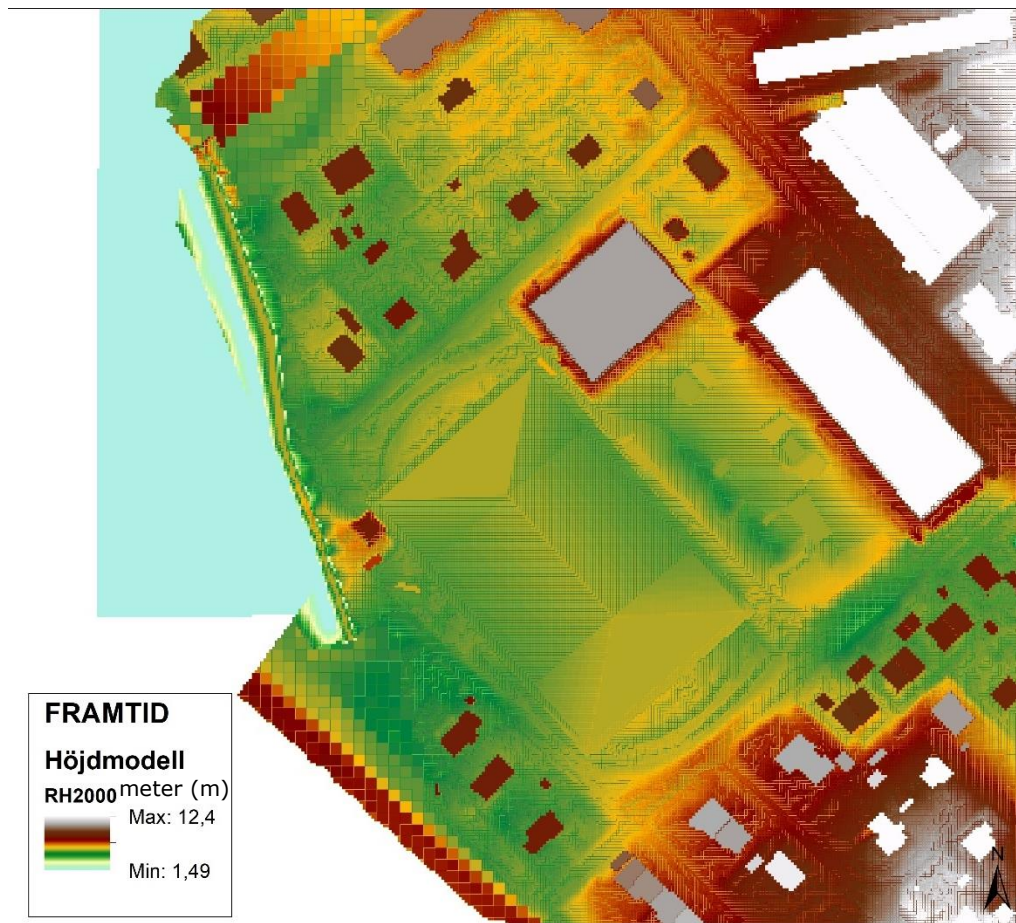 FRAMTID
Höjdmodell
RH2000 meter (m)
Max: 12,4
Min: 1,49
N